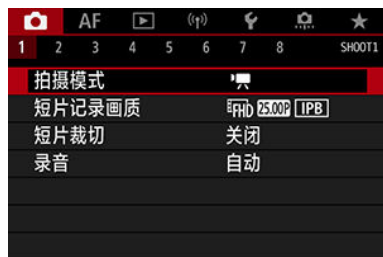 AF
1 2 3 4 5 6 7 8 SHOOT1
拍摄模式
短片记录画质 FHD 25.00P IPB
短片裁切 关闭
录音 自动